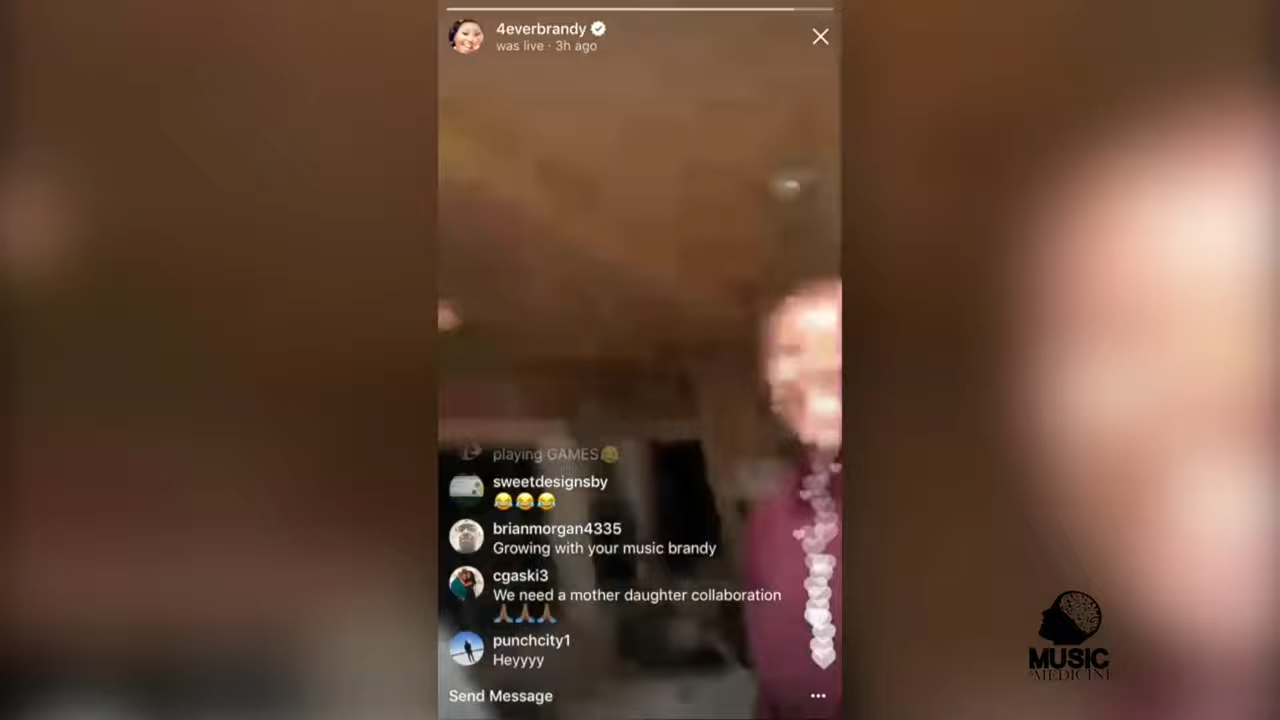 4everbrandy
was live · 3h ago
playing GAMES😂
sweetdesignsby
😂😂😂
brianmorgan4335
Growing with your music brandy
cgaski3
We need a mother daughter collaboration
🙏🏽🙏🏽🙏🏽
punchcity1
Heyyyy
Send Message
MUSIC
MEDICINE